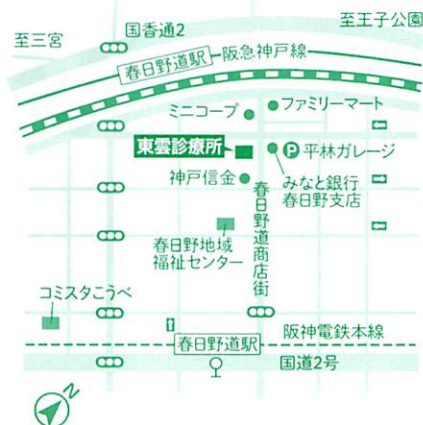 至王子公園
国香通2
至三宮
春日野道駅
阪急神戸線
ミニコープ
ファミリーマート
東雲診療所
P 平林ガレージ
神戸信金
みなと銀行
春日野支店
春日野道商店街
春日野地域
福祉センター
コミスタこうべ
阪神電鉄本線
春日野道駅
国道2号
N